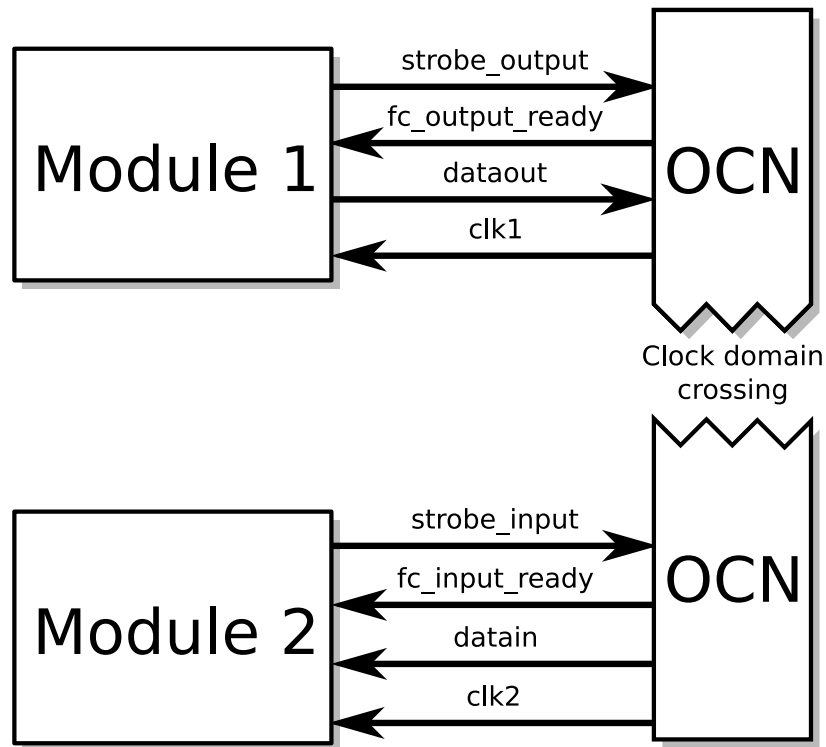 strobe_output
fc_output_ready
Module 1
OCN
dataout
clk1
Clock domain
crossing
strobe_input
fc_input_ready
Module 2
OCN
datain
clk2